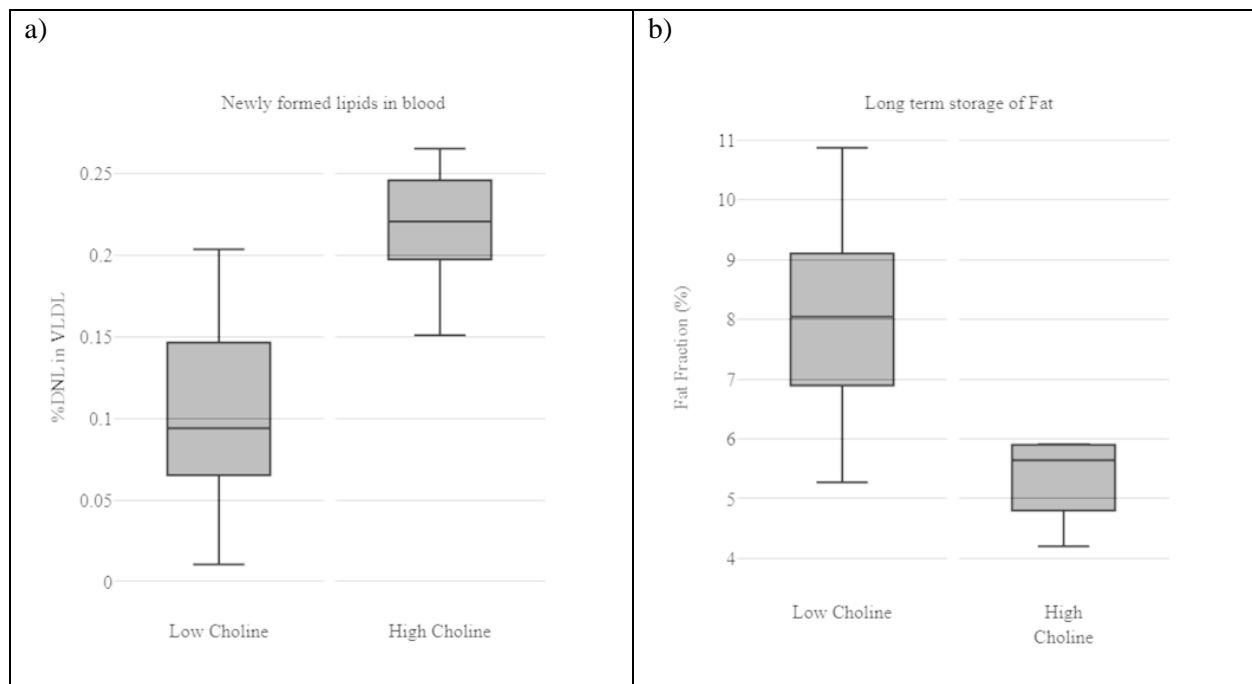 a)
Newly formed lipids in blood
0.25
0.2
0.15
0.1
0.05
0
%DNL in VLDL
Low Choline
High Choline
b)
Long term storage of Fat
11
10
9
8
7
6
5
4
Fat Fraction (%)
Low Choline
High
Choline